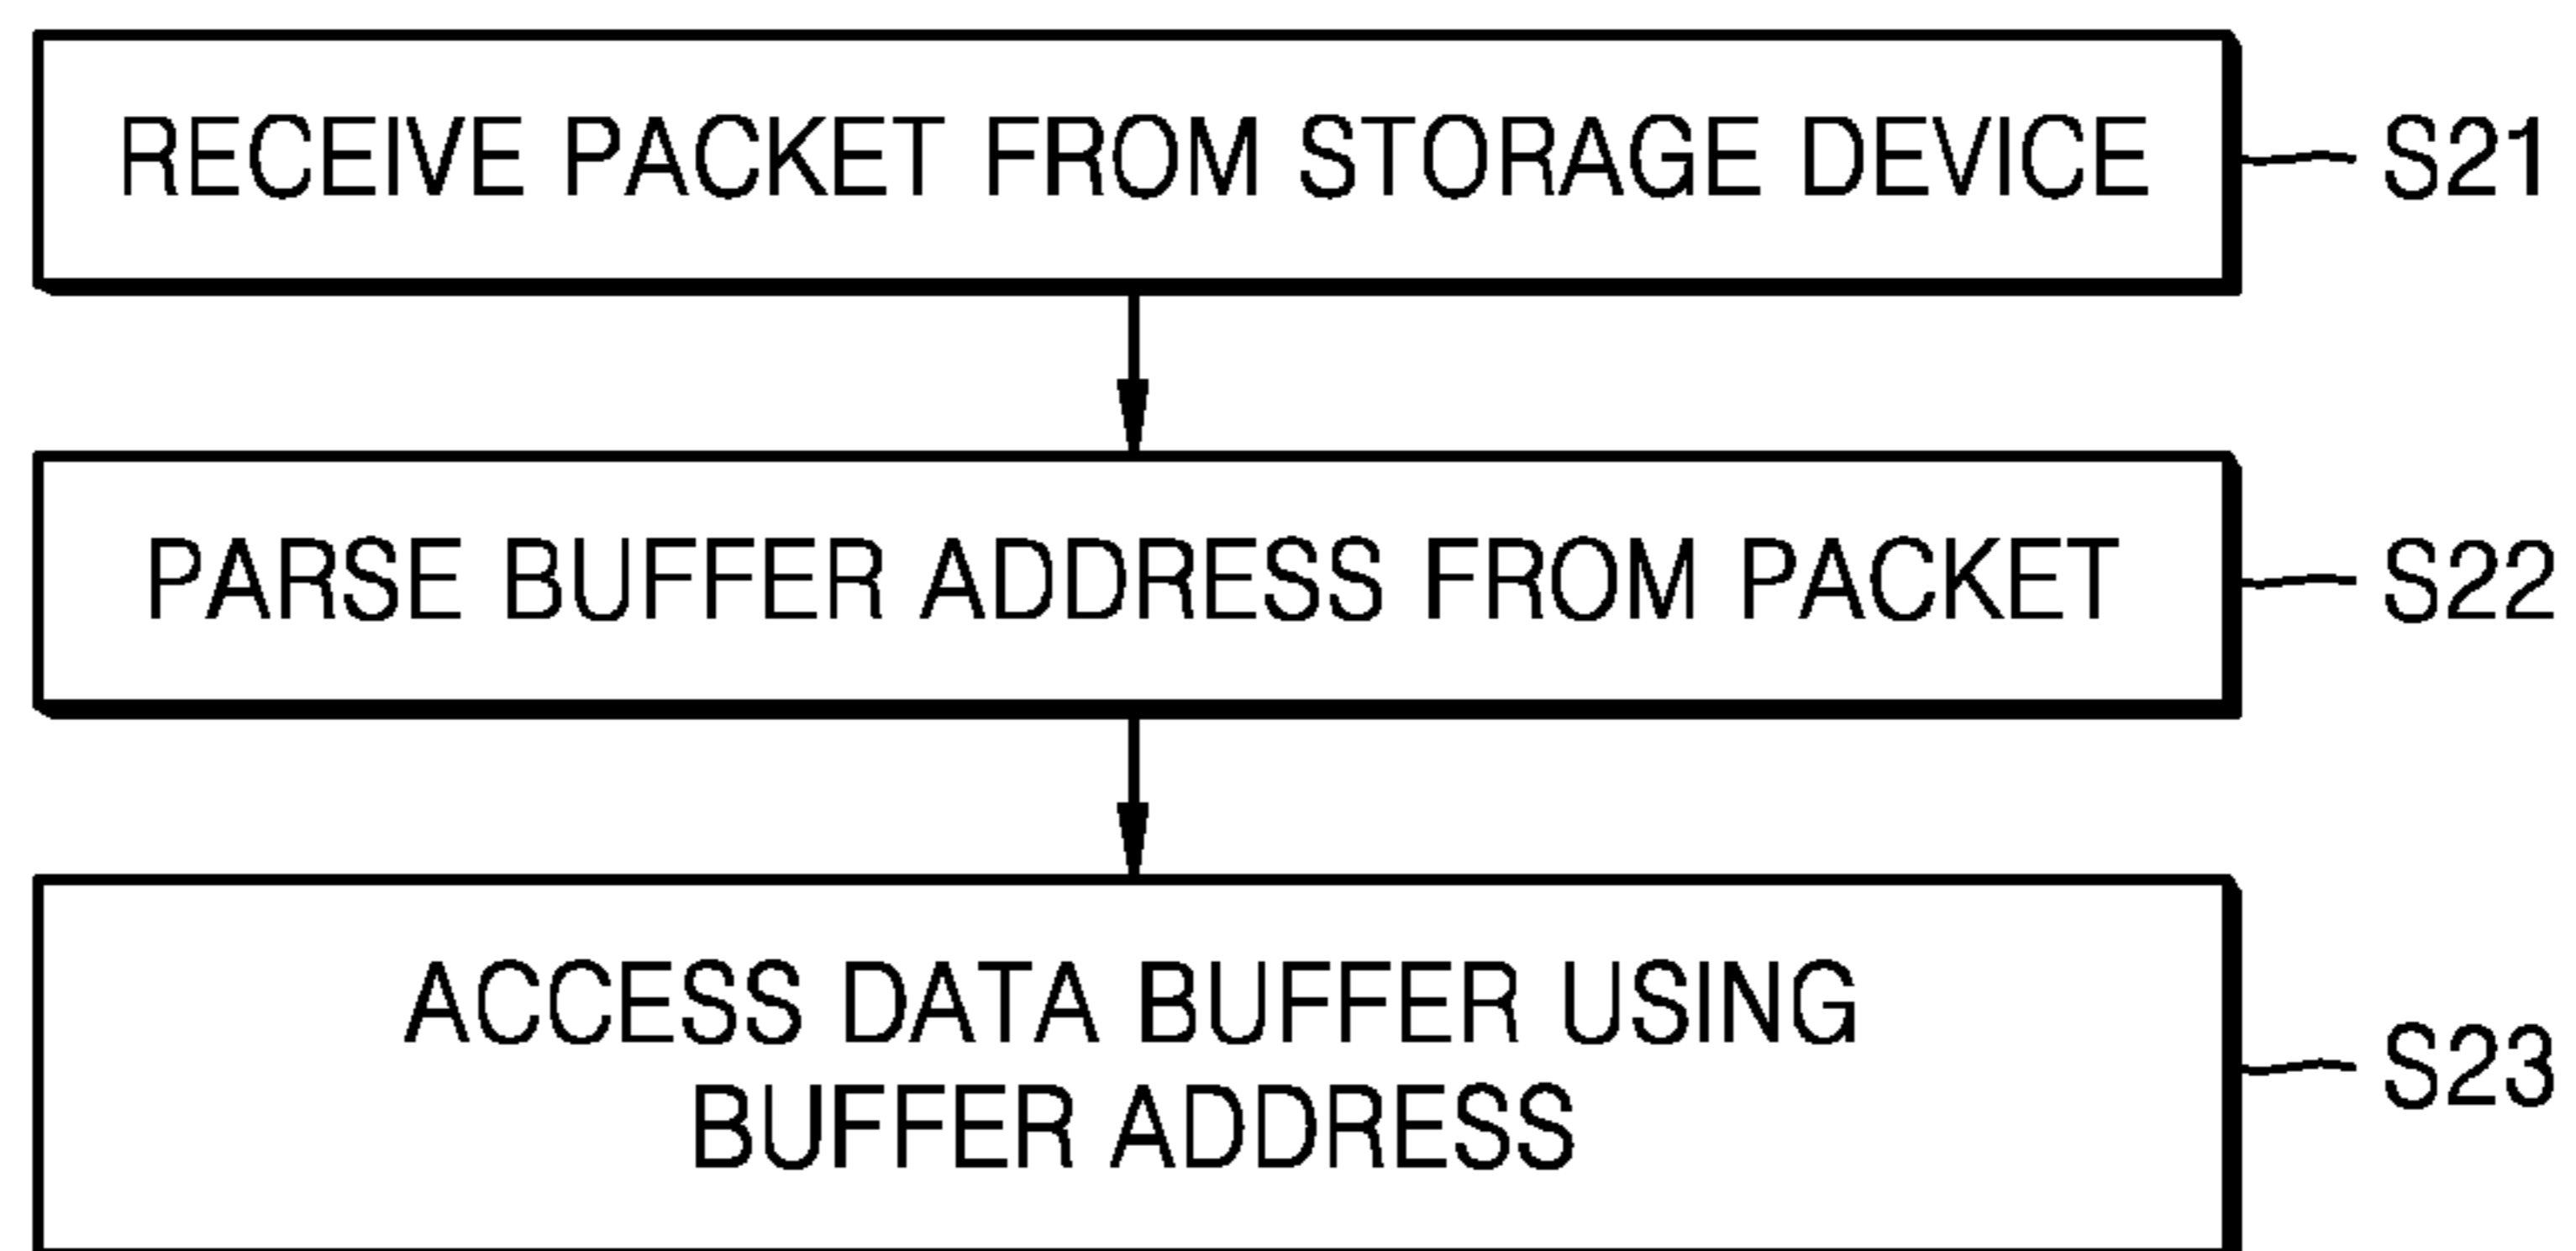 RECEIVE PACKET FROM STORAGE DEVICE
S21
PARSE BUFFER ADDRESS FROM PACKET
S22
ACCESS DATA BUFFER USING
BUFFER ADDRESS
S23